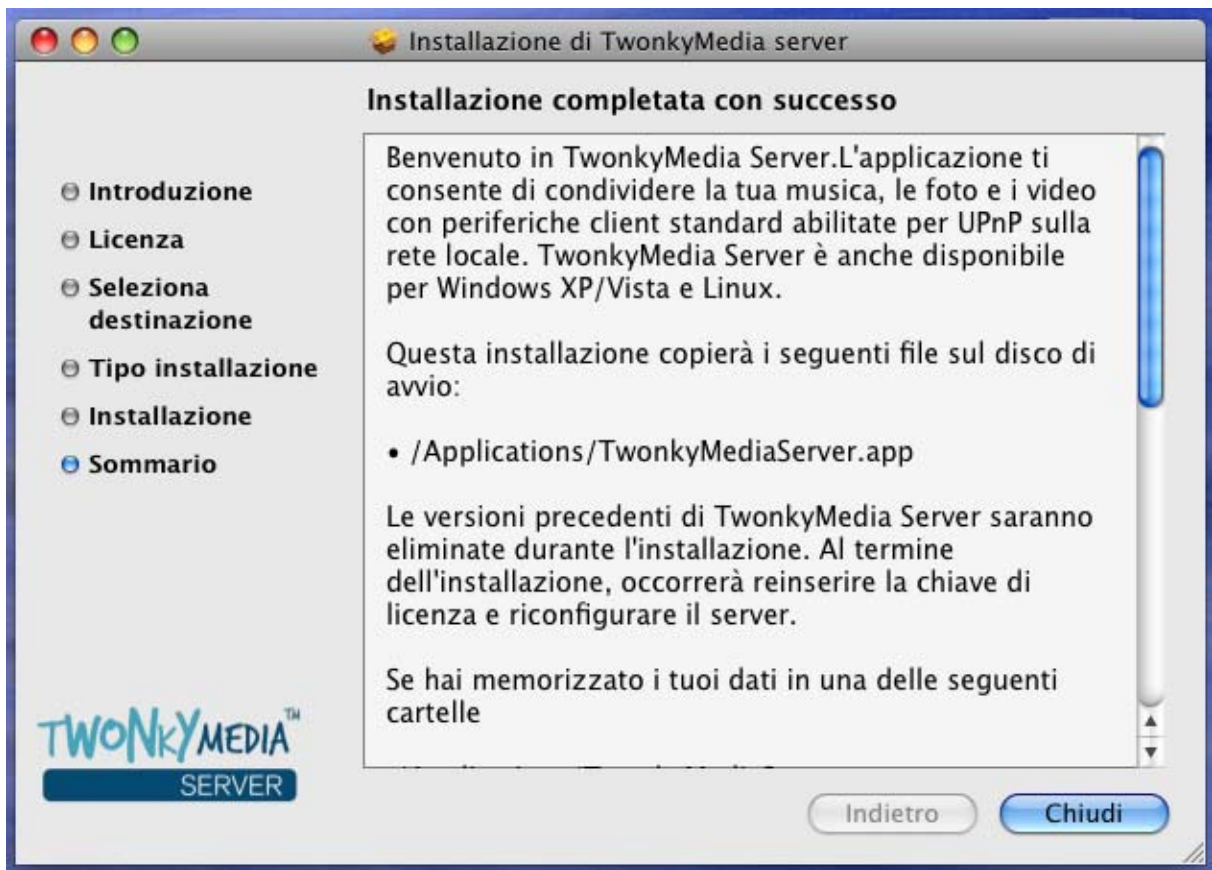 Installazione di TwonkyMedia server
Installazione completata con successo
Introduzione
Licenza
Seleziona
destinazione
Tipo installazione
Installazione
Sommario
Benvenuto in TwonkyMedia Server.L'applicazione ti
consente di condividere la tua musica, le foto e i video
con periferiche client standard abilitate per UPnP sulla
rete locale. TwonkyMedia Server è anche disponibile
per Windows XP/Vista e Linux.
Questa installazione copierà i seguenti file sul disco di
avvio:
• /Applications/TwonkyMediaServer.app
Le versioni precedenti di TwonkyMedia Server saranno
eliminate durante l'installazione. Al termine
dell'installazione, occorrerà reinserire la chiave di
licenza e riconfigurare il server.
Se hai memorizzato i tuoi dati in una delle seguenti
cartelle
TWONKYMEDIA™
SERVER
Indietro
Chiudi